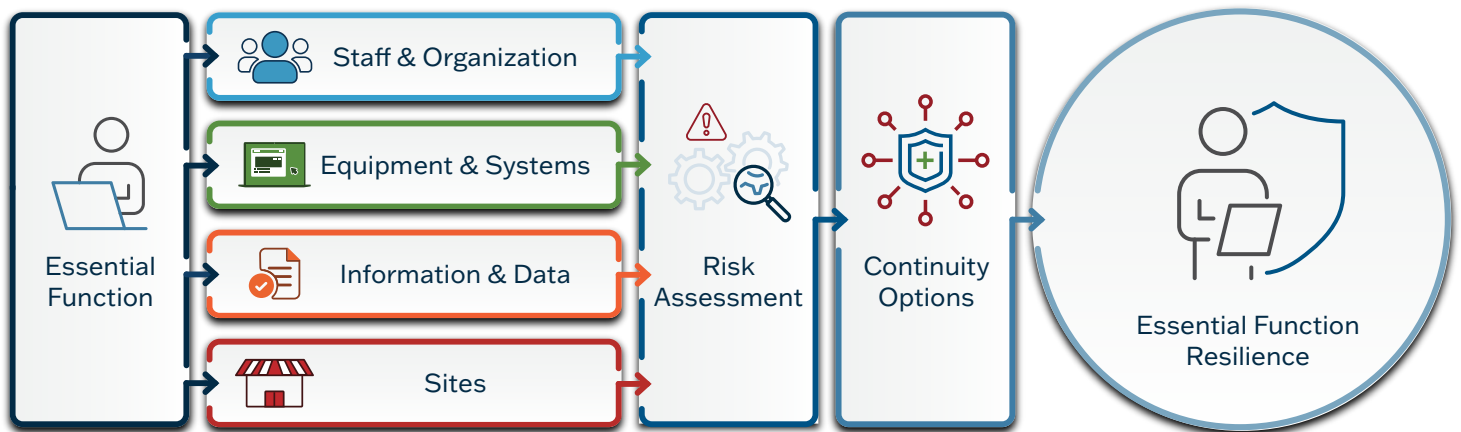 Essential
Function
Staff & Organization
Equipment & Systems
Information & Data
Sites
Risk
Assessment
Continuity
Options
Essential Function
Resilience